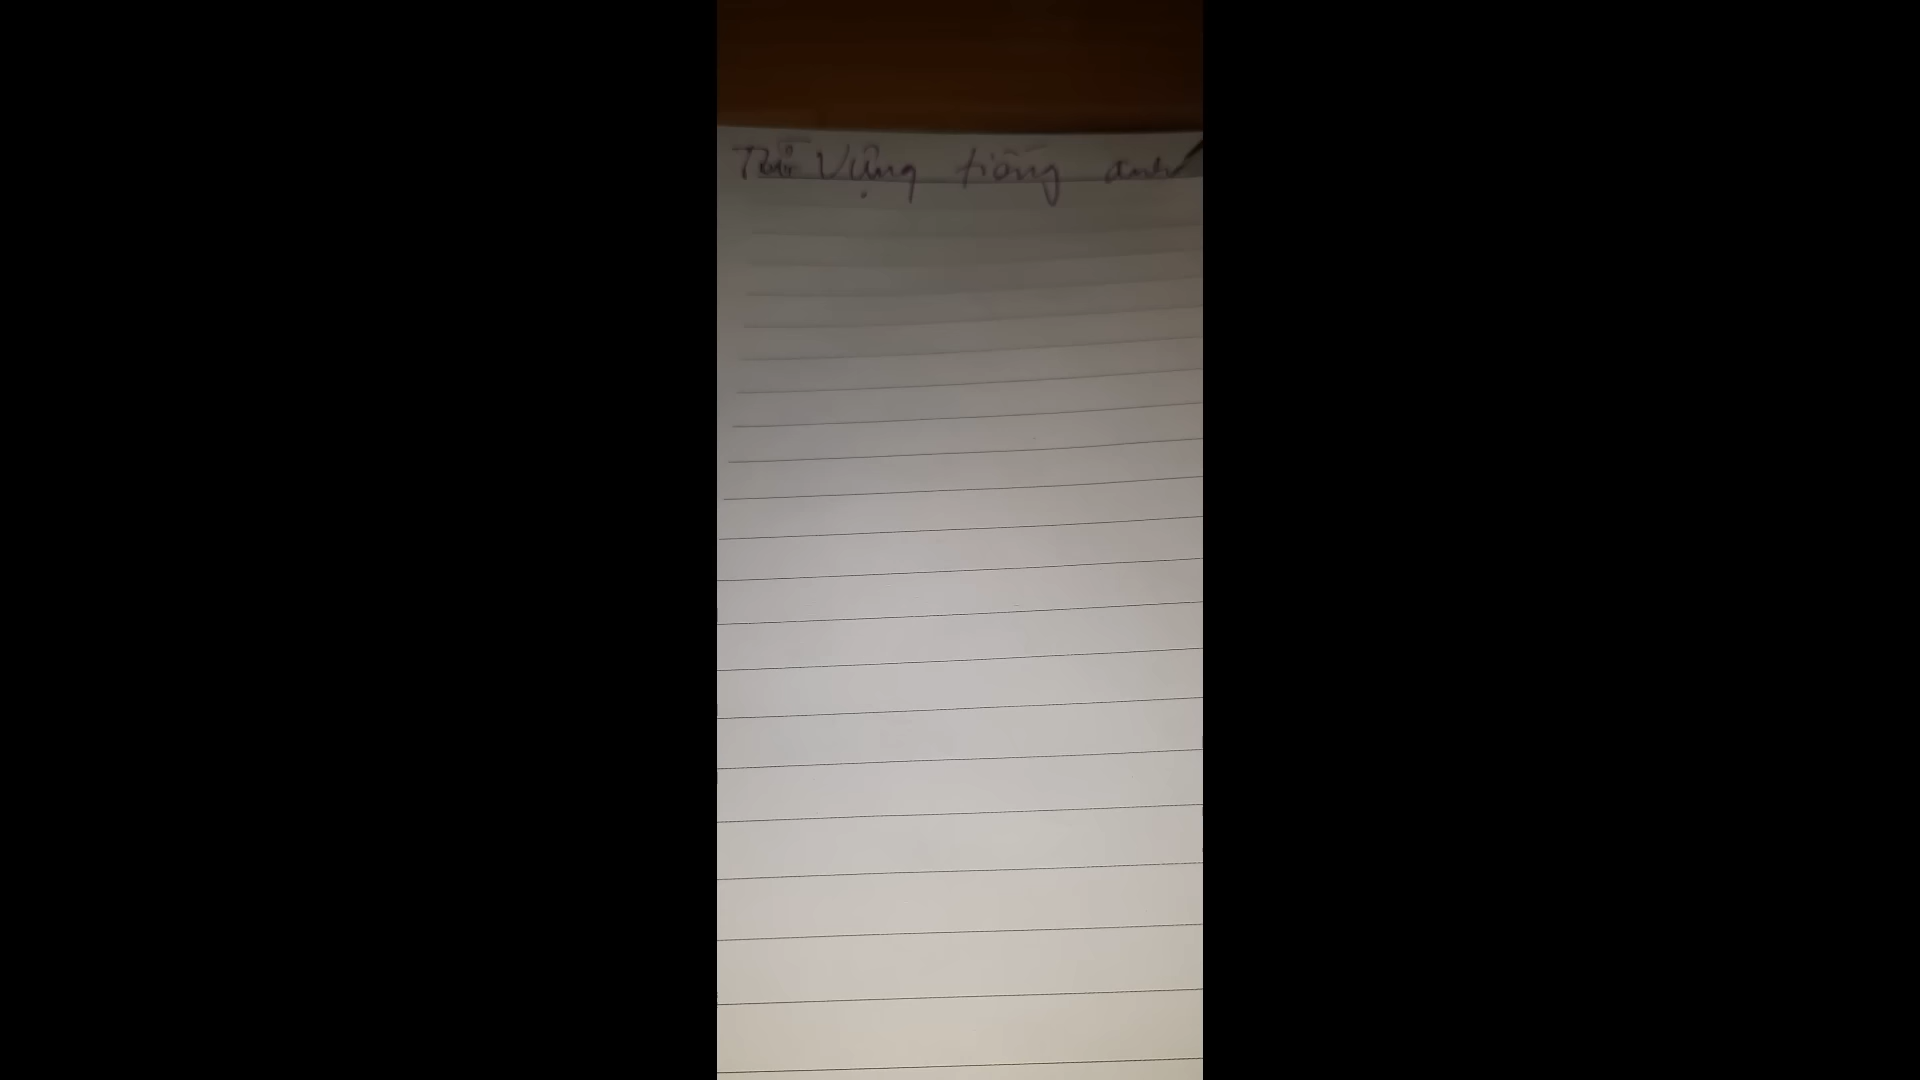 Từ Vựng tiếng anh